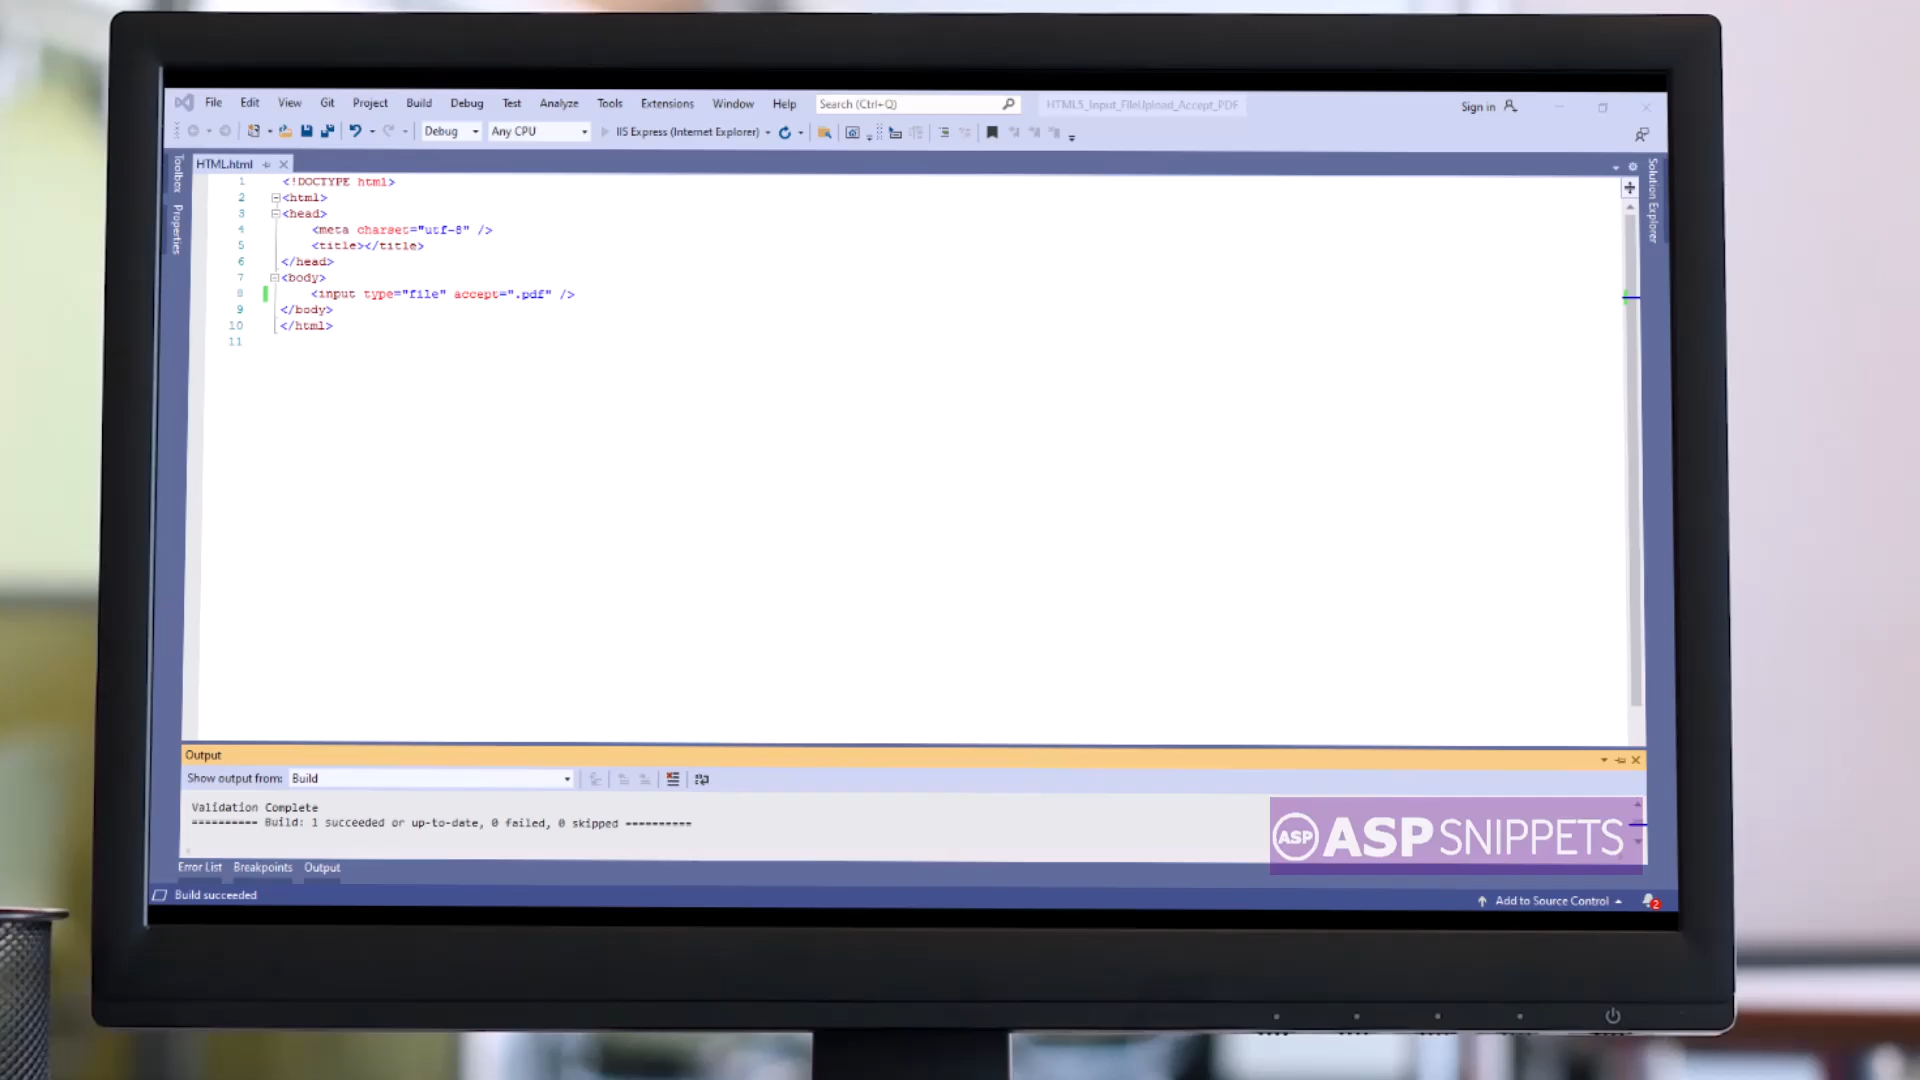 File Edit View Git Project Build Debug Test Analyze Tools Extensions Window Help Search (Ctrl+Q) HTML5_Input_FileUpload_Accept_PDF Sign in
Debug Any CPU IIS Express (Internet Explorer)
Toolbox
Properties
HTML.html
Solution Explorer
1 <!DOCTYPE html>
2 <html>
3 <head>
4 <meta charset="utf-8" />
5 <title></title>
6 </head>
7 <body>
8 <input type="file" accept=".pdf" />
9 </body>
10 </html>
11
Output
Show output from: Build
Validation Complete
========== Build: 1 succeeded or up-to-date, 0 failed, 0 skipped ==========
ASP ASPSNIPPETS
Error List Breakpoints Output
Build succeeded
Add to Source Control 2